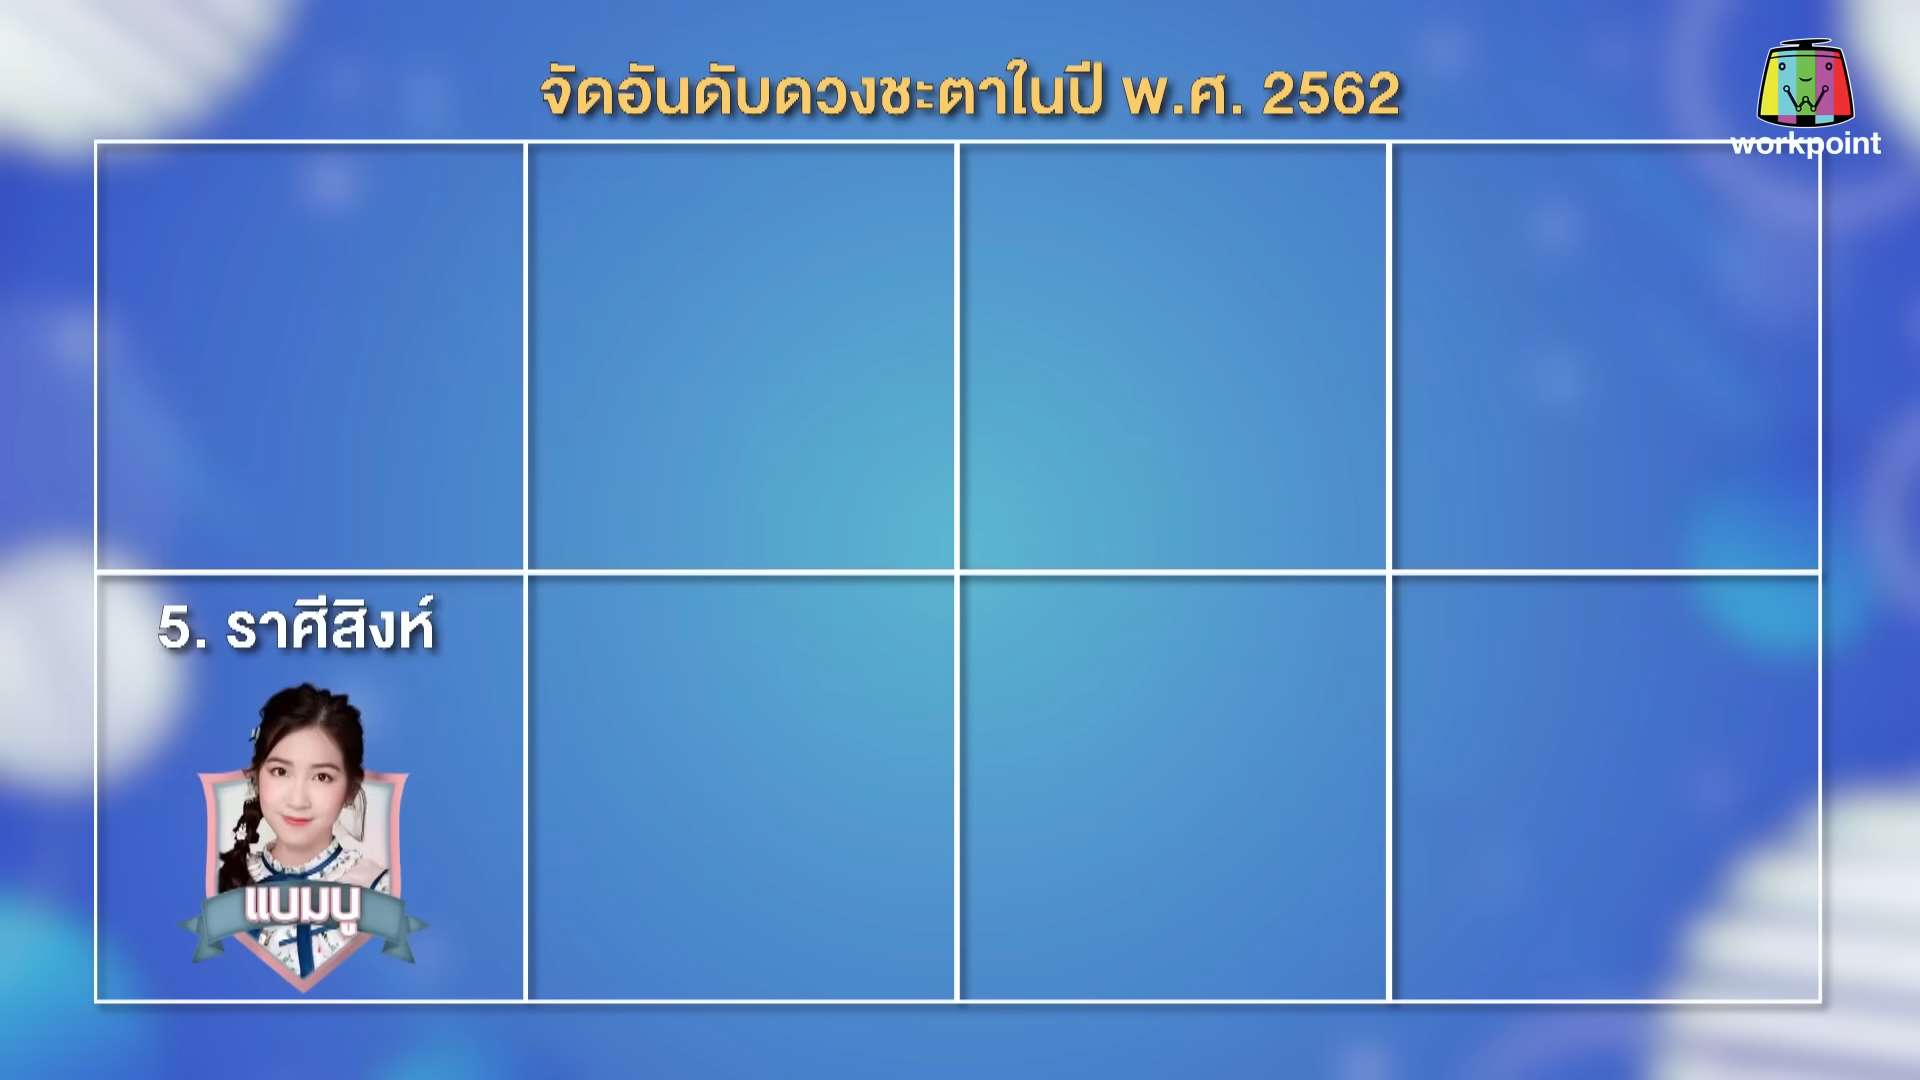 จัดอันดับดวงชะตาในปี พ.ศ. 2562
workpoint
5. ราศีสิงห์
แบมบู